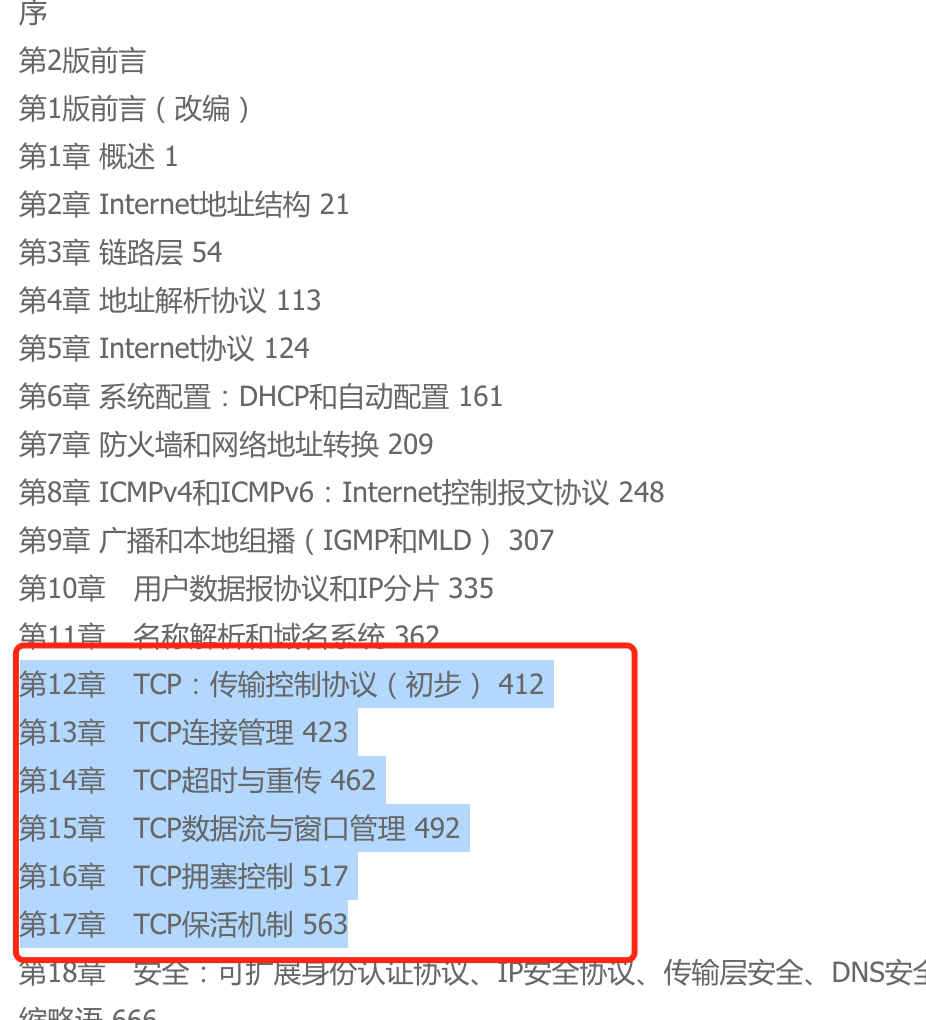 序
第2版前言
第1版前言（改编）
第1章 概述 1
第2章 Internet地址结构 21
第3章 链路层 54
第4章 地址解析协议 113
第5章 Internet协议 124
第6章 系统配置：DHCP和自动配置 161
第7章 防火墙和网络地址转换 209
第8章 ICMPv4和ICMPv6：Internet控制报文协议 248
第9章 广播和本地组播（IGMP和MLD） 307
第10章　用户数据报协议和IP分片 335
第11章　名称解析和域名系统 362
第12章　TCP：传输控制协议（初步） 412
第13章　TCP连接管理 423
第14章　TCP超时与重传 462
第15章　TCP数据流与窗口管理 492
第16章　TCP拥塞控制 517
第17章　TCP保活机制 563
第18章　安全：可扩展身份认证协议、IP安全协议、传输层安全、DNS安全
缩略语 666